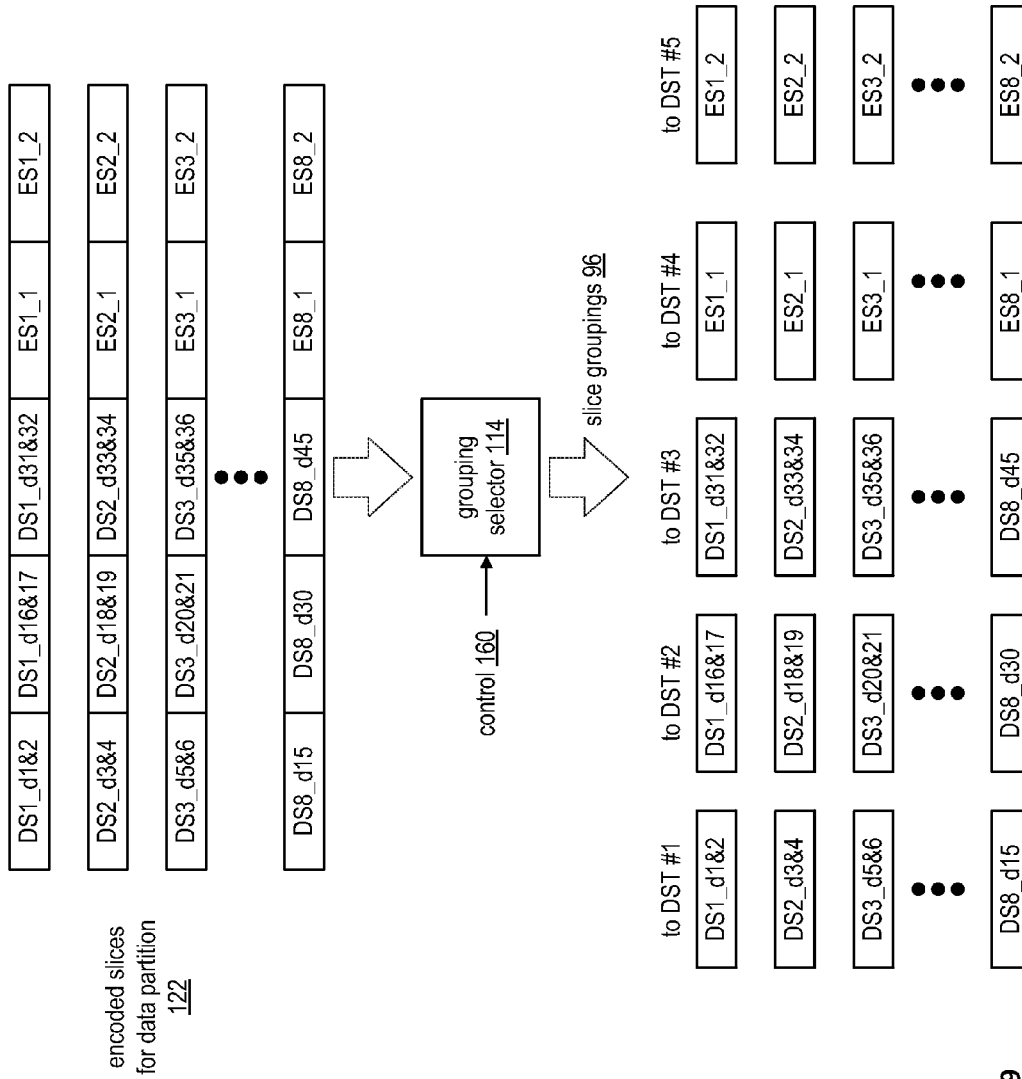 encoded slices
for data partition
122
DS1_d1&2 DS1_d16&17 DS1_d31&32 ES1_1 ES1_2
DS2_d3&4 DS2_d18&19 DS2_d33&34 ES2_1 ES2_2
DS3_d5&6 DS3_d20&21 DS3_d35&36 ES3_1 ES3_2
DS8_d15 DS8_d30 DS8_d45 ES8_1 ES8_2
control 160
grouping
selector 114
slice groupings 96
to DST #1 to DST #2 to DST #3 to DST #4 to DST #5
DS1_d1&2 DS1_d16&17 DS1_d31&32 ES1_1 ES1_2
DS2_d3&4 DS2_d18&19 DS2_d33&34 ES2_1 ES2_2
DS3_d5&6 DS3_d20&21 DS3_d35&36 ES3_1 ES3_2
DS8_d15 DS8_d30 DS8_d45 ES8_1 ES8_2
9